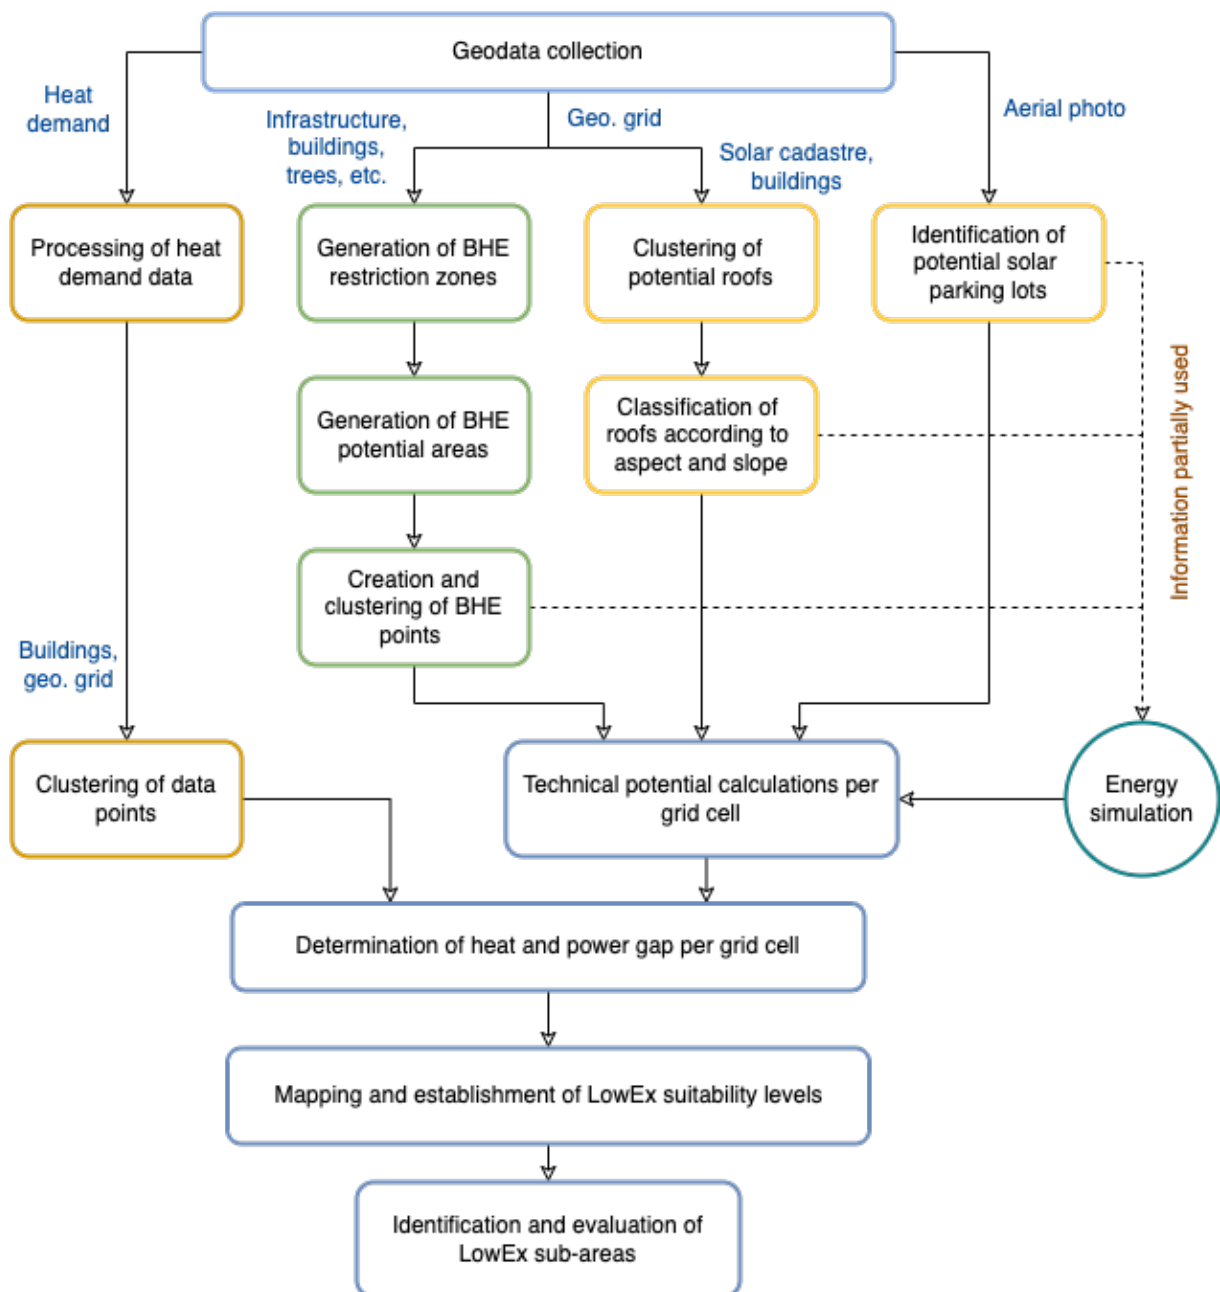 Geodata collection
Heat
demand
Infrastructure,
buildings,
trees, etc.
Geo. grid
Solar cadastre,
buildings
Aerial photo
Processing of heat
demand data
Generation of BHE
restriction zones
Clustering of
potential roofs
Identification of
potential solar
parking lots
Generation of BHE
potential areas
Classification of
roofs according to
aspect and slope
Information partially used
Creation and
clustering of BHE
points
Buildings,
geo. grid
Clustering of data
points
Technical potential calculations per
grid cell
Energy
simulation
Determination of heat and power gap per grid cell
Mapping and establishment of LowEx suitability levels
Identification and evaluation of
LowEx sub-areas